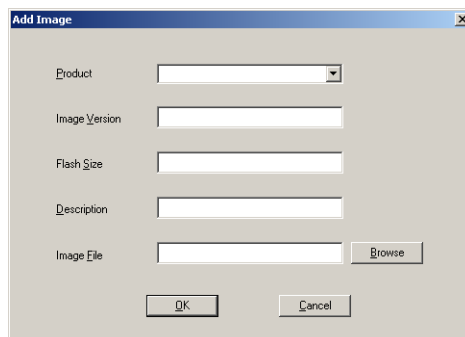 Add Image
Product
Image Version
Flash Size
Description
Image File
Browse
OK
Cancel